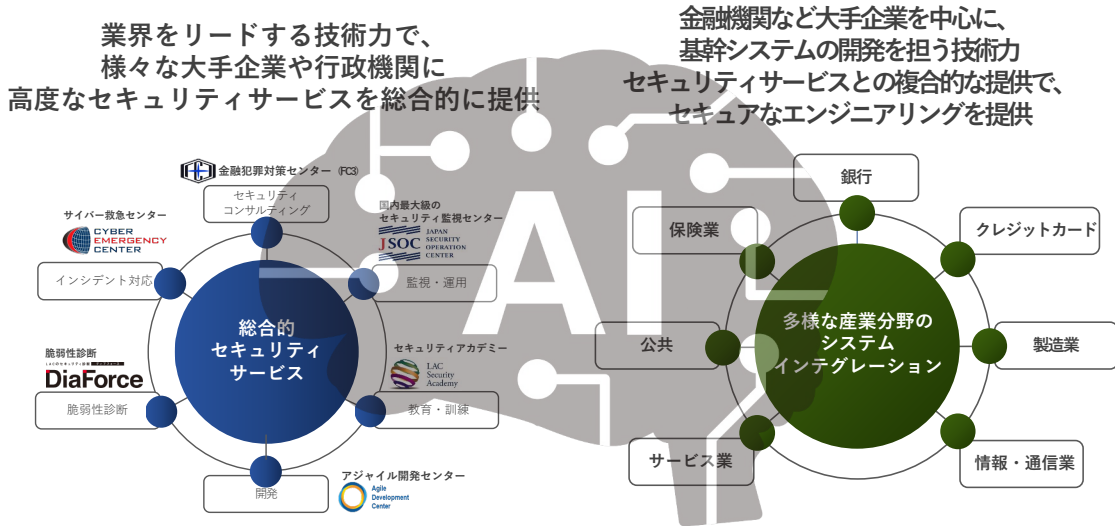 業界をリードする技術力で、
様々な大手企業や行政機関に
高度なセキュリティサービスを総合的に提供
金融機関など大手企業を中心に、
基幹システムの開発を担う技術力
セキュリティサービスとの複合的な提供で、
セキュアなエンジニアリングを提供
AI
金融犯罪対策センター (FC3)
セキュリティ
コンサルティング
サイバー救急センター
CYBER
EMERGENCY
CENTER
インシデント対応
国内最大級の
セキュリティ監視センター
JSOC
JAPAN
SECURITY
OPERATION
CENTER
監視・運用
総合的
セキュリティ
サービス
脆弱性診断
DiaForce
脆弱性診断
セキュリティアカデミー
LAC
Security
Academy
教育・訓練
開発
アジャイル開発センター
Agile
Development
Center
銀行
保険業
クレジットカード
公共
多様な産業分野の
システム
インテグレーション
製造業
サービス業
情報・通信業